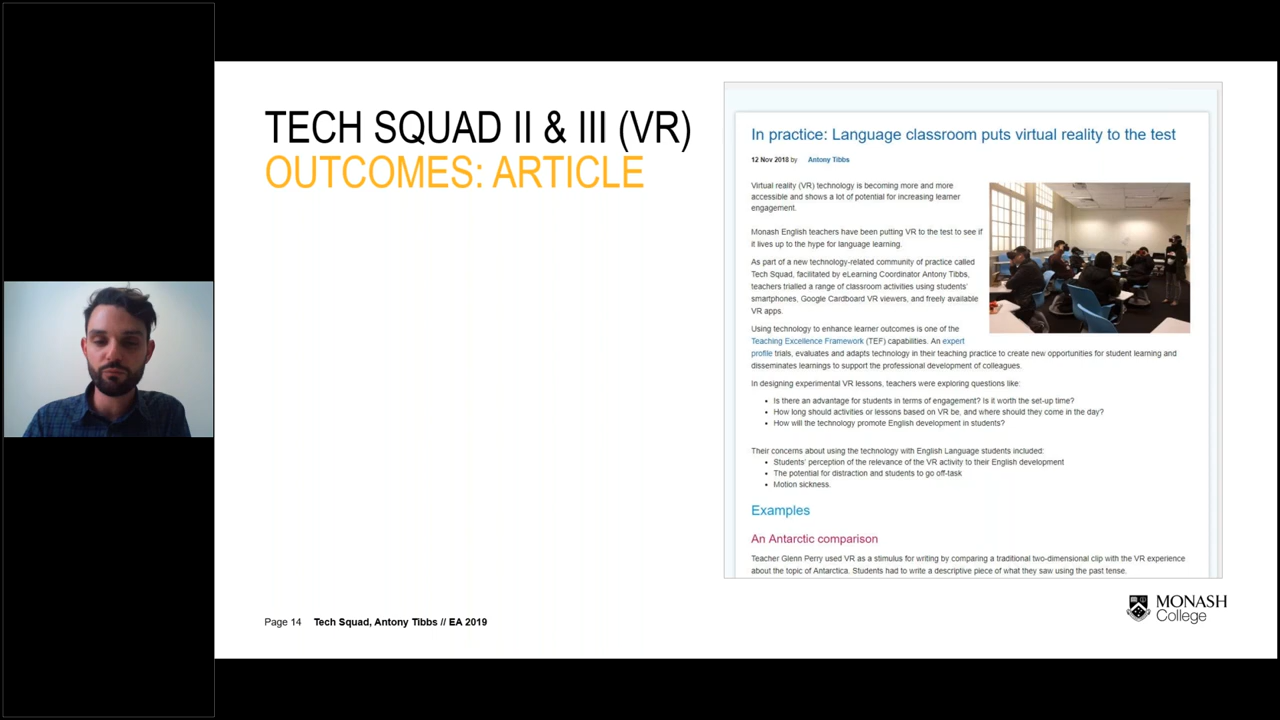 TECH SQUAD II & III (VR)
OUTCOMES: ARTICLE
In practice: Language classroom puts virtual reality to the test
12 Nov 2018 by Antony Tibbs
Virtual reality (VR) technology is becoming more and more
accessible and shows a lot of potential for increasing learner
engagement.
Monash English teachers have been putting VR to the test to see if
it lives up to the hype for language learning.
As part of a new technology-related community of practice called
Tech Squad, facilitated by eLearning Coordinator Antony Tibbs,
teachers trialled a range of classroom activities using students'
smartphones, Google Cardboard VR viewers, and freely available
VR apps.
Using technology to enhance learner outcomes is one of the
Teaching Excellence Framework (TEF) capabilities. An expert
profile trials, evaluates and adapts technology in their teaching practice to create new opportunities for student learning and
disseminates learnings to support the professional development of colleagues.
In designing experimental VR lessons, teachers were exploring questions like:
• Is there an advantage for students in terms of engagement? Is it worth the set-up time?
• How long should activities or lessons based on VR be, and where should they come in the day?
• How will the technology promote English development in students?
Their concerns about using the technology with English Language students included:
• Students' perception of the relevance of the VR activity to their English development
• The potential for distraction and students to go off-task
• Motion sickness.
Examples
An Antarctic comparison
Teacher Glenn Perry used VR as a stimulus for writing by comparing a traditional two-dimensional clip with the VR experience
about the topic of Antarctica. Students had to write a descriptive piece of what they saw using the past tense.
Page 14 Tech Squad, Antony Tibbs // EA 2019
MONASH
College